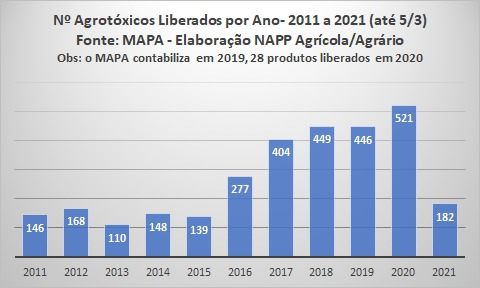 Nº Agrotóxicos Liberados por Ano- 2011 a 2021 (até 5/3)
Fonte: MAPA - Elaboração NAPP Agrícola/Agrário
Obs: o MAPA contabiliza em 2019, 28 produtos liberados em 2020
146 168 110 148 139 277 404 449 446 521 182
2011 2012 2013 2014 2015 2016 2017 2018 2019 2020 2021